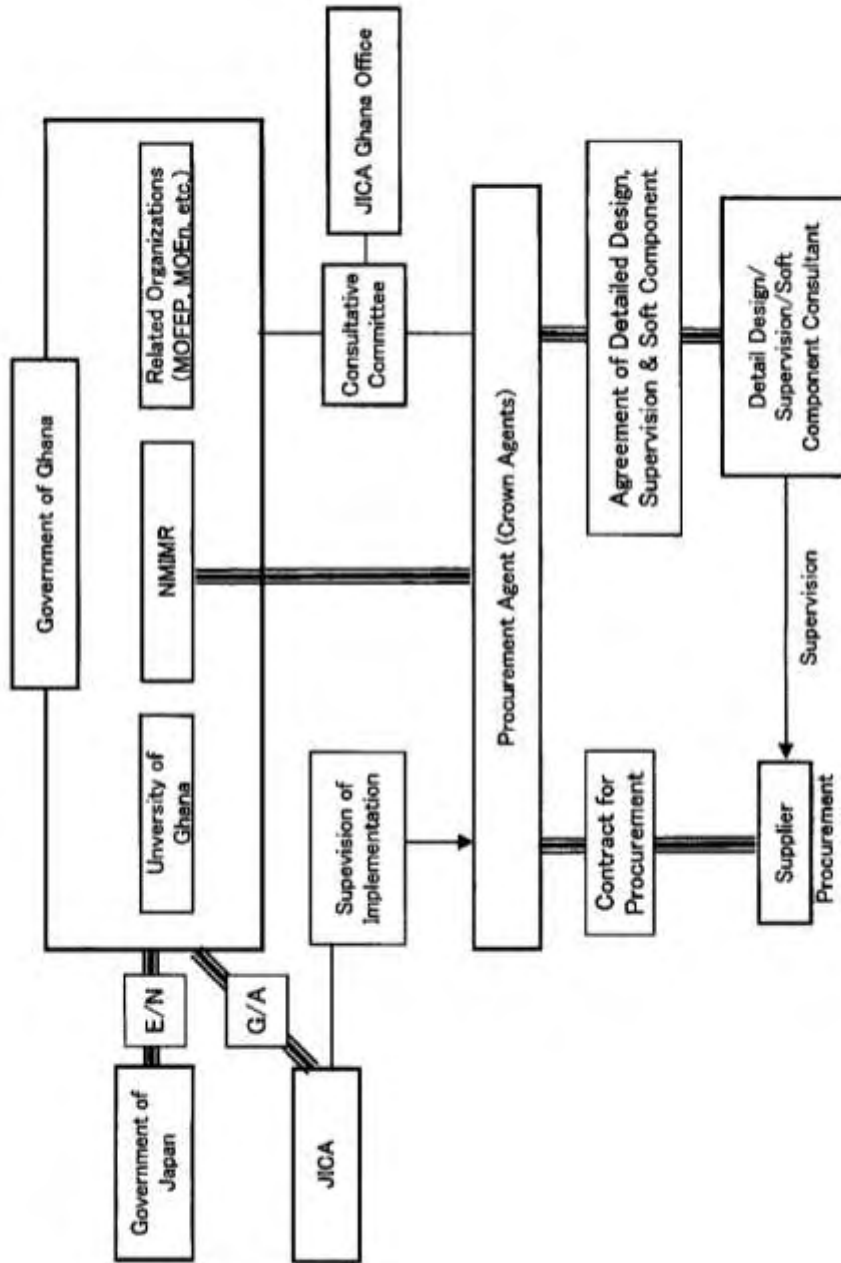 Government of Ghana
Government of
Japan
E/N
Unversity of
Ghana
NMIMR
Related Organizations
(MOFEP, MOEn, etc.)
G/A
JICA
Supevision of
Implementation
Consultative
Committee
JICA Ghana Office
Procurement Agent (Crown Agents)
Contract for
Procurement
Agreement of Detailed Design,
Supervision & Soft Component
Supplier
Procurement
Supervision
Detail Design/
Supervision/Soft
Component Consultant